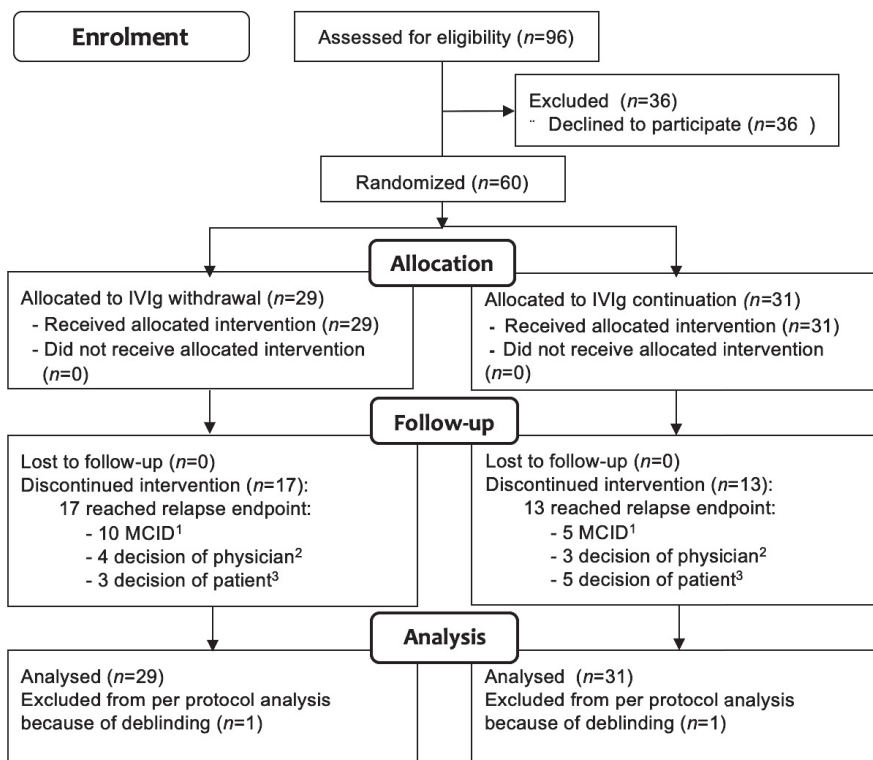 Enrolment
Assessed for eligibility (n=96)
Excluded (n=36)
¨ Declined to participate (n=36 )
Randomized (n=60)
Allocation
Allocated to IVIg withdrawal (n=29)
- Received allocated intervention (n=29)
- Did not receive allocated intervention
(n=0)
Allocated to IVIg continuation (n=31)
- Received allocated intervention (n=31)
- Did not receive allocated intervention
(n=0)
Follow-up
Lost to follow-up (n=0)
Discontinued intervention (n=17):
17 reached relapse endpoint:
- 10 MCID¹
- 4 decision of physician²
- 3 decision of patient³
Lost to follow-up (n=0)
Discontinued intervention (n=13):
13 reached relapse endpoint:
- 5 MCID¹
- 3 decision of physician²
- 5 decision of patient³
Analysis
Analysed (n=29)
Excluded from per protocol analysis
because of deblinding (n=1)
Analysed (n=31)
Excluded from per protocol analysis
because of deblinding (n=1)